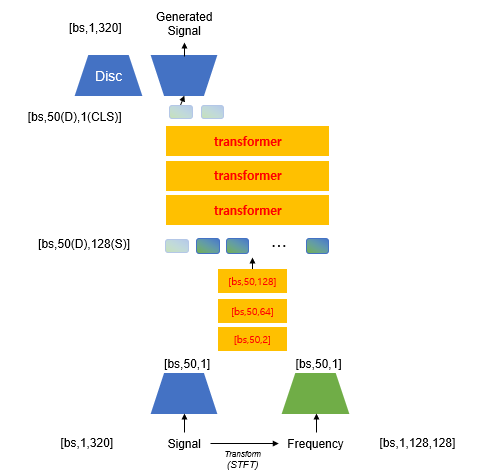 Generated
Signal
[bs,1,320]
Disc
[bs,50(D),1(CLS)]
transformer
transformer
transformer
[bs,50(D),128(S)]
...
[bs,50,128]
[bs,50,64]
[bs,50,2]
[bs,50,1]
[bs,50,1]
[bs,1,320]
Signal
Frequency
[bs,1,128,128]
Transform
(STFT)